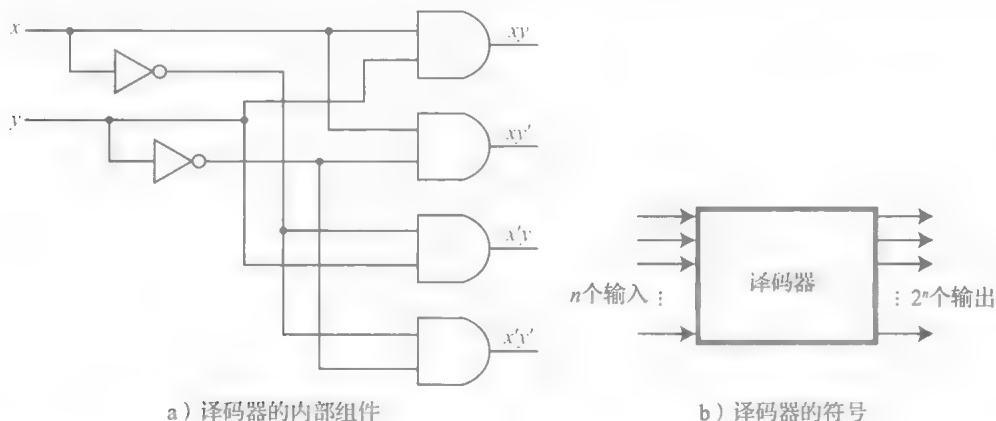 x
xy
y
xy'
x'y
x'y'
译码器
n个输入 ⋮
⋮ 2ⁿ个输出
a）译码器的内部组件
b）译码器的符号